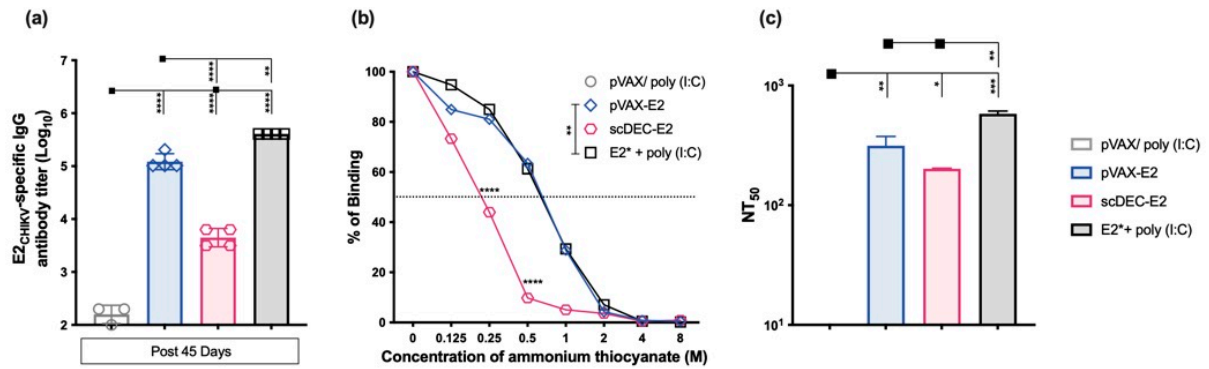 (a)
E2CHIKV-specific IgG
antibody titer (Log10)
7
6
5
4
3
2
****
**
****
****
****
Post 45 Days
(b)
% of Binding
100
80
60
40
20
0
****
****
0
0.125
0.25
0.5
1
2
4
8
Concentration of ammonium thiocyanate (M)
pVAX/ poly (I:C)
pVAX-E2
scDEC-E2
E2* + poly (I:C)
**
(c)
NT50
10³
10²
10¹
**
**
*
***
pVAX/ poly (I:C)
pVAX-E2
scDEC-E2
E2*+ poly (I:C)